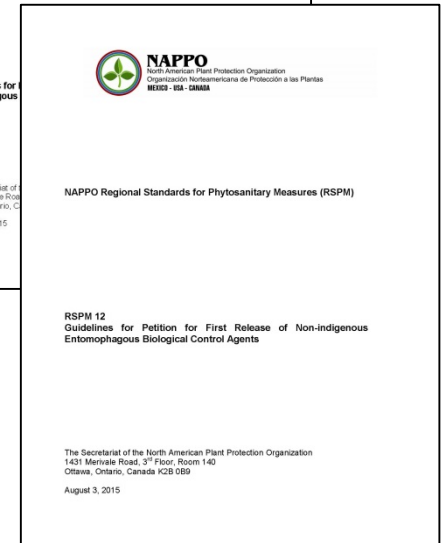 NAPPO
North American Plant Protection Organization
Organización Norteamericana de Protección a las Plantas
MEXICO - USA - CANADA
NAPPO Regional Standards for Phytosanitary Measures (RSPM)
RSPM 12
Guidelines for Petition for First Release of Non-indigenous
Entomophagous Biological Control Agents
The Secretariat of the North American Plant Protection Organization
1431 Merivale Road, 3rd Floor, Room 140
Ottawa, Ontario, Canada K2B 0B9
August 3, 2015